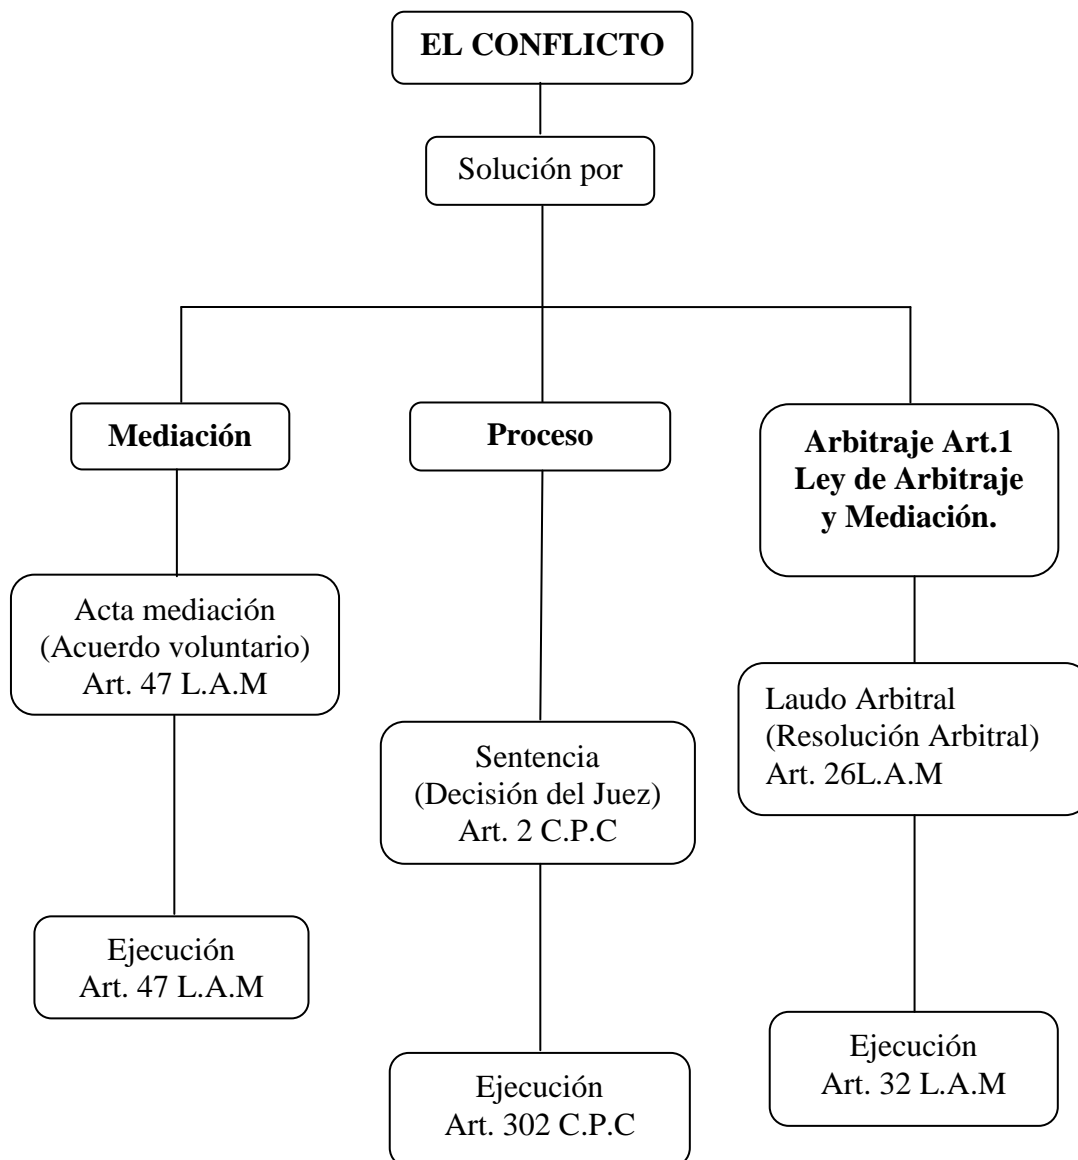 EL CONFLICTO
Solución por
Mediación
Acta mediación
(Acuerdo voluntario)
Art. 47 L.A.M
Ejecución
Art. 47 L.A.M
Proceso
Sentencia
(Decisión del Juez)
Art. 2 C.P.C
Ejecución
Art. 302 C.P.C
Arbitraje Art.1
Ley de Arbitraje
y Mediación.
Laudo Arbitral
(Resolución Arbitral)
Art. 26L.A.M
Ejecución
Art. 32 L.A.M